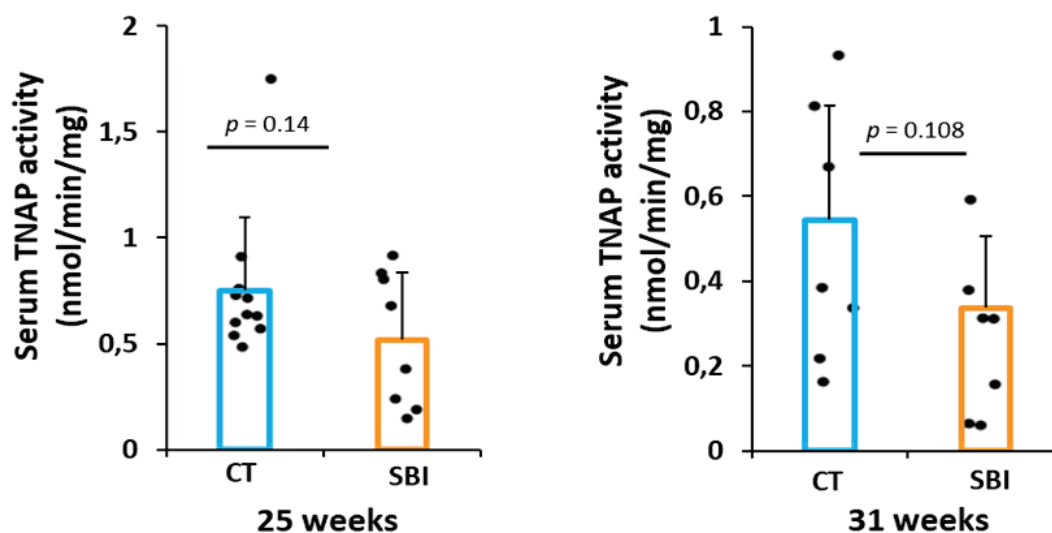 Serum TNAP activity
(nmol/min/mg)
2
1,5
1
0,5
0
p = 0.14
CT
SBI
25 weeks
Serum TNAP activity
(nmol/min/mg)
1
0,8
0,6
0,4
0,2
0
p = 0.108
CT
SBI
31 weeks